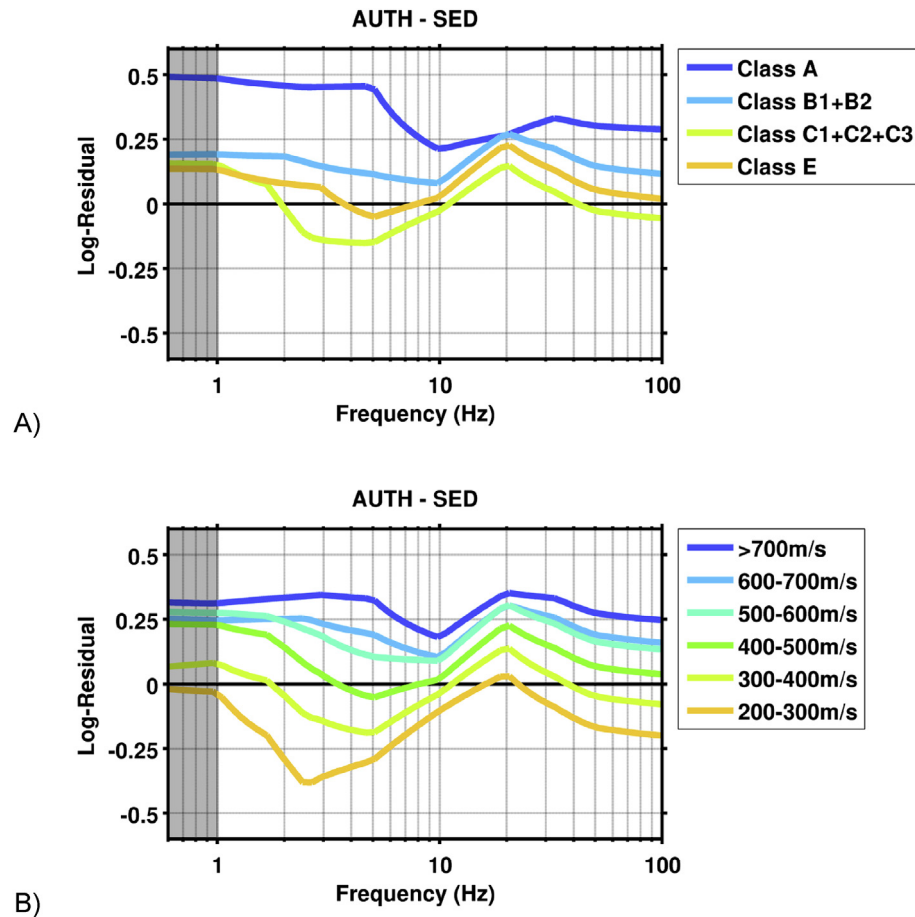 AUTH - SED
0.5
0.25
0
-0.25
-0.5
Log-Residual
1
10
100
Frequency (Hz)
Class A
Class B1+B2
Class C1+C2+C3
Class E
A)
AUTH - SED
0.5
0.25
0
-0.25
-0.5
Log-Residual
1
10
100
Frequency (Hz)
>700m/s
600-700m/s
500-600m/s
400-500m/s
300-400m/s
200-300m/s
B)